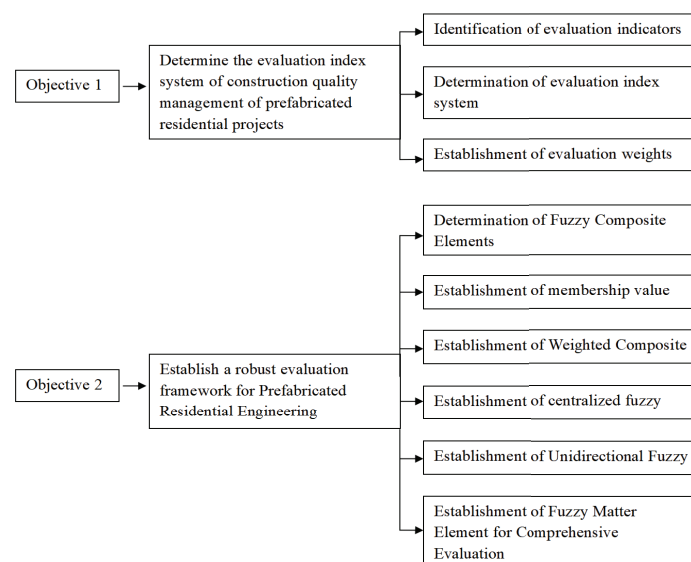 Identification of evaluation indicators
Objective 1
Determine the evaluation index
system of construction quality
management of prefabricated
residential projects
Determination of evaluation index
system
Establishment of evaluation weights
Determination of Fuzzy Composite
Elements
Establishment of membership value
Establishment of Weighted Composite
Objective 2
Establish a robust evaluation
framework for Prefabricated
Residential Engineering
Establishment of centralized fuzzy
Establishment of Unidirectional Fuzzy
Establishment of Fuzzy Matter
Element for Comprehensive
Evaluation